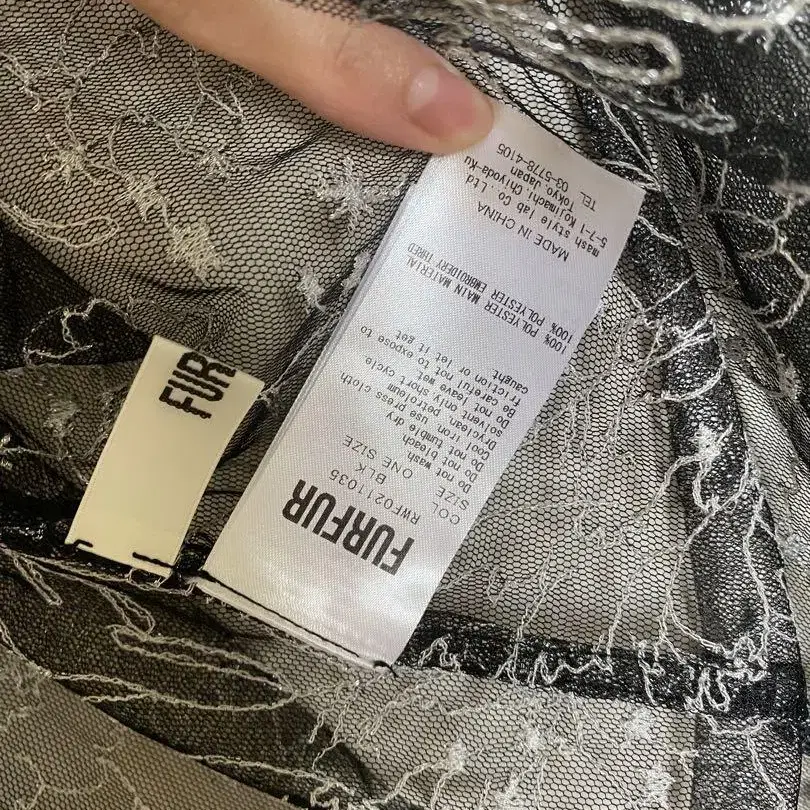 FURFUR
RWF0211035
COL BLK
SIZE ONE SIZE
Do not wash
Do not bleach
Do not tumble dry
Cool iron use press cloth
Dryclean petroleum
solvent only short cycle
Do not leave wet
Be careful not to expose to
friction or let it get
caught.
100% POLYESTER MAIN MATERIAL
100% POLYESTER EMBROIDERY THRED
MADE IN CHINA
mash style lab Co., Ltd
5-7-1 Kojimachi, Chiyoda-Ku
Tokyo Japan
TEL 03-5778-4105
FUR